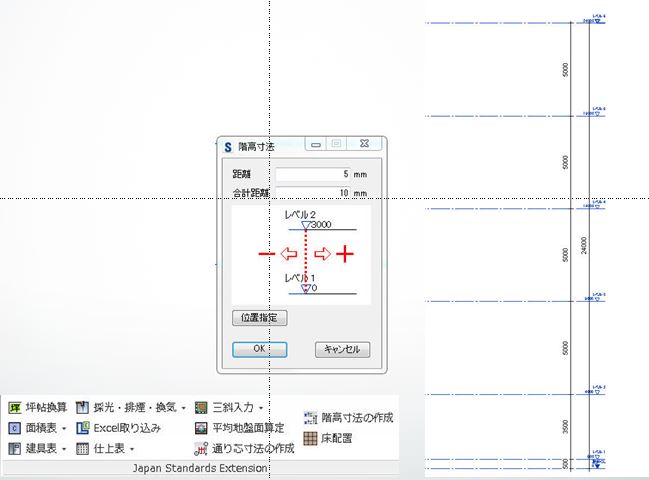 階高寸法
距離 5 mm
合計距離 10 mm
レベル 2
3000
レベル 1
0
位置指定
OK キャンセル
坪帖換算 採光・排煙・換気 三斜入力
階高寸法の作成
面積表 Excel取り込み 平均地盤面算定
床配置
建具表 仕上表 通り芯寸法の作成
Japan Standards Extension
5000
5000
5000
24000
5000
3500
500